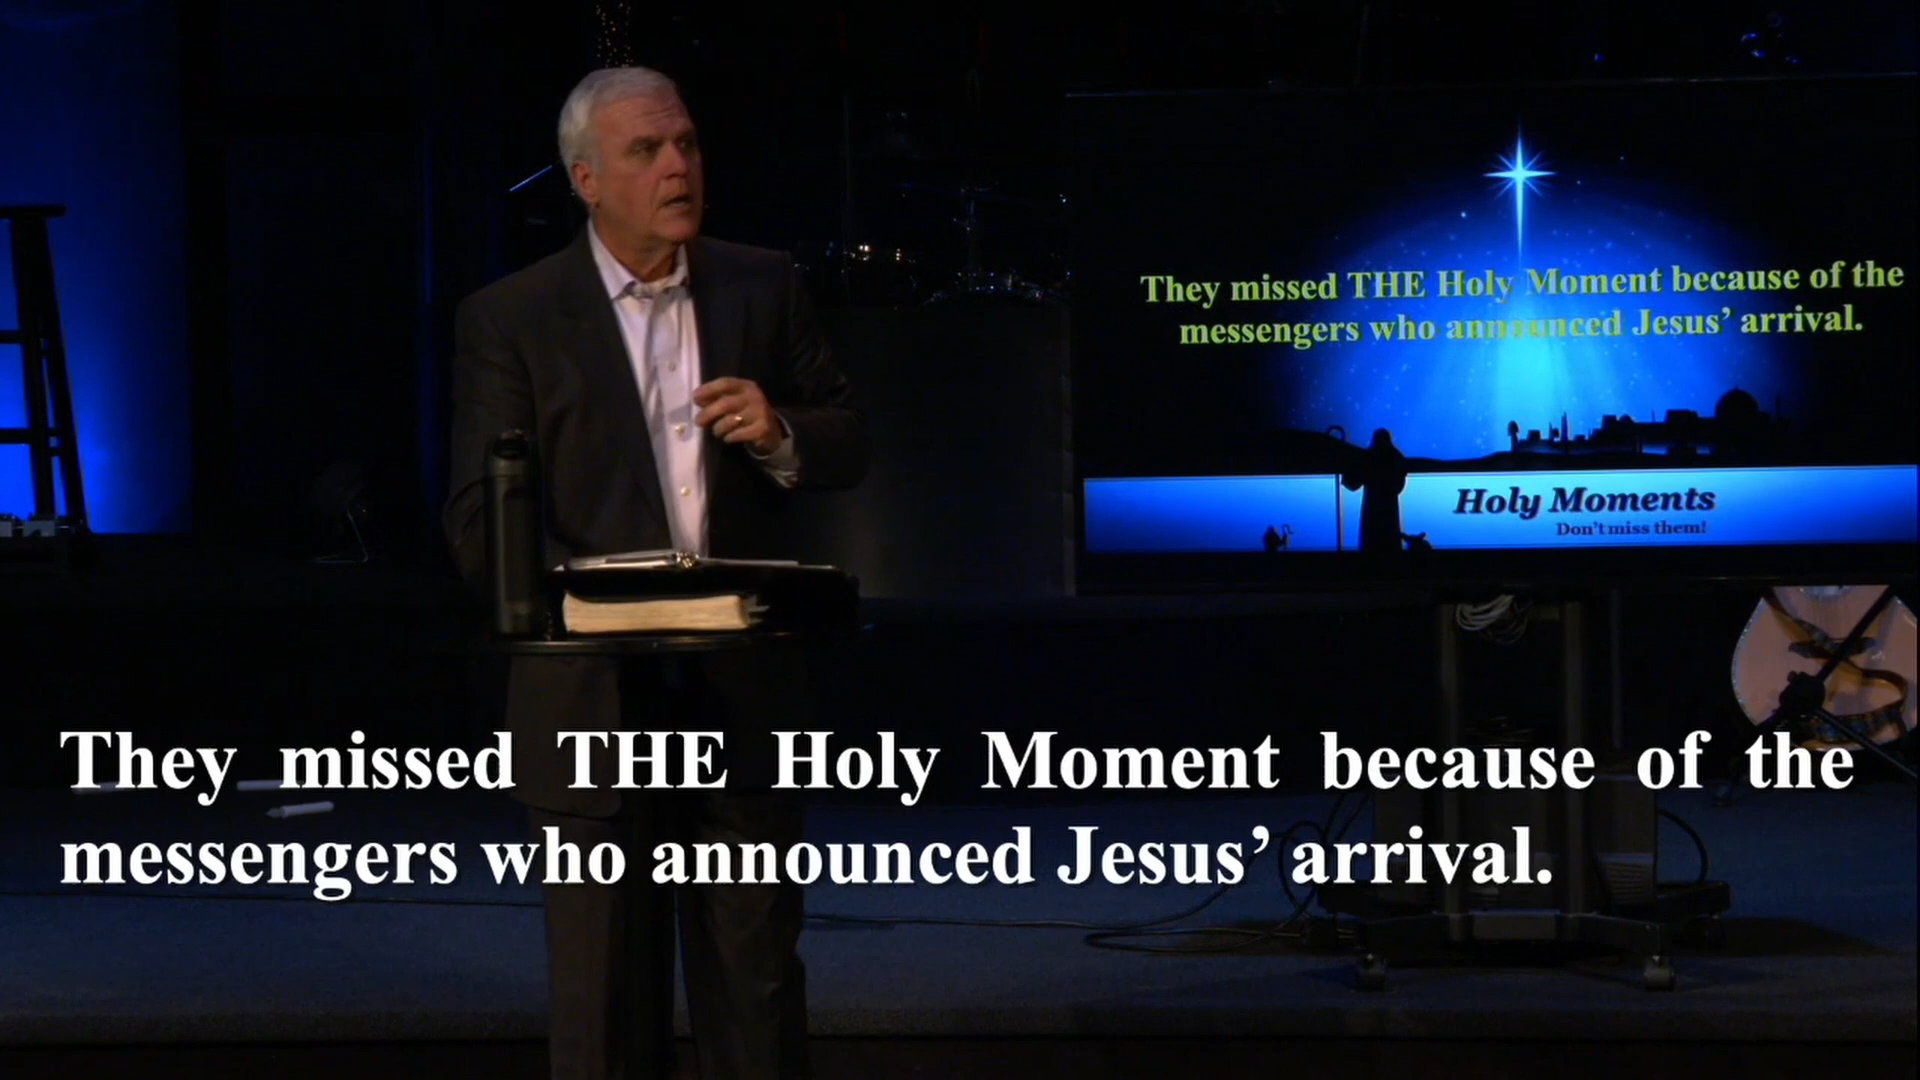 They missed THE Holy Moment because of the
messengers who announced Jesus’ arrival.
Holy Moments
Don't miss them!
They missed THE Holy Moment because of the
messengers who announced Jesus’ arrival.